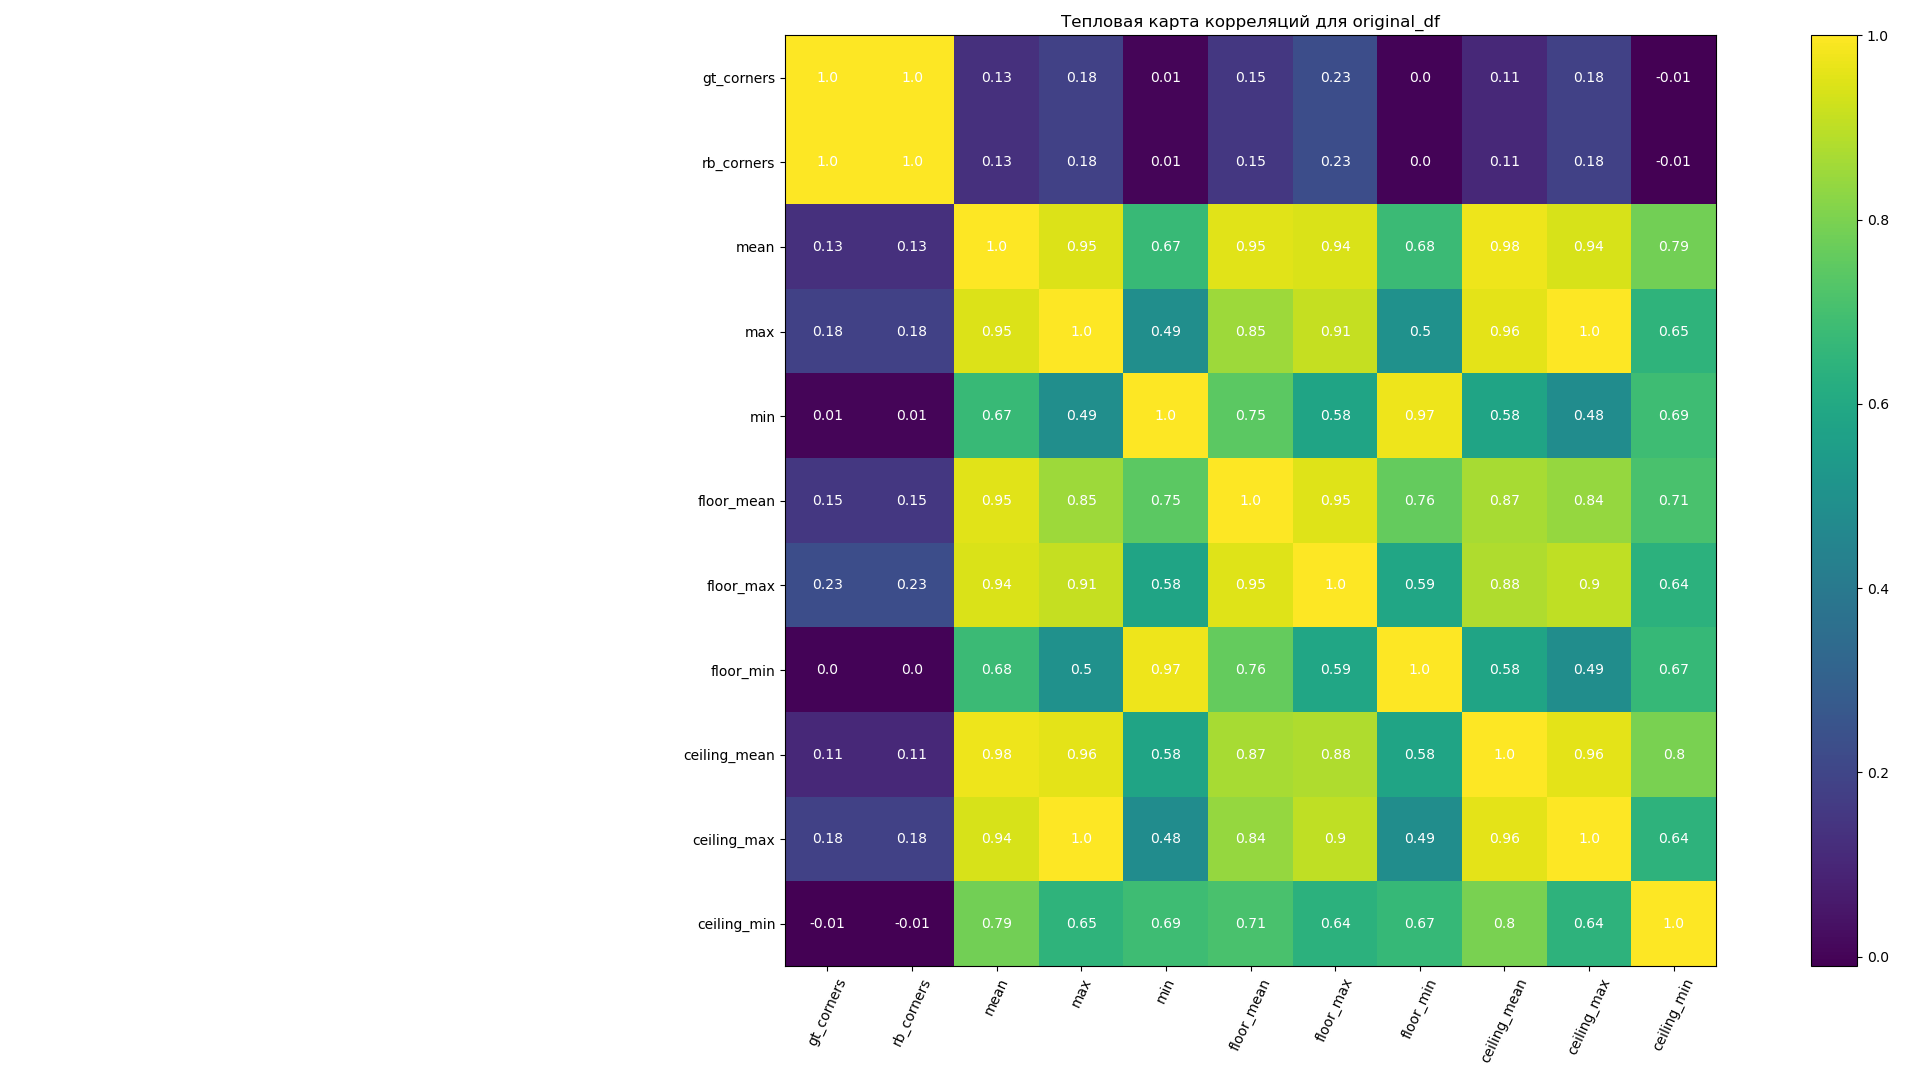 Тепловая карта корреляций для original_df
gt_corners 1.0 1.0 0.13 0.18 0.01 0.15 0.23 0.0 0.11 0.18 -0.01
rb_corners 1.0 1.0 0.13 0.18 0.01 0.15 0.23 0.0 0.11 0.18 -0.01
mean 0.13 0.13 1.0 0.95 0.67 0.95 0.94 0.68 0.98 0.94 0.79
max 0.18 0.18 0.95 1.0 0.49 0.85 0.91 0.5 0.96 1.0 0.65
min 0.01 0.01 0.67 0.49 1.0 0.75 0.58 0.97 0.58 0.48 0.69
floor_mean 0.15 0.15 0.95 0.85 0.75 1.0 0.95 0.76 0.87 0.84 0.71
floor_max 0.23 0.23 0.94 0.91 0.58 0.95 1.0 0.59 0.88 0.9 0.64
floor_min 0.0 0.0 0.68 0.5 0.97 0.76 0.59 1.0 0.58 0.49 0.67
ceiling_mean 0.11 0.11 0.98 0.96 0.58 0.87 0.88 0.58 1.0 0.96 0.8
ceiling_max 0.18 0.18 0.94 1.0 0.48 0.84 0.9 0.49 0.96 1.0 0.64
ceiling_min -0.01 -0.01 0.79 0.65 0.69 0.71 0.64 0.67 0.8 0.64 1.0
gt_corners rb_corners mean max min floor_mean floor_max floor_min ceiling_mean ceiling_max ceiling_min
1.0
0.8
0.6
0.4
0.2
0.0